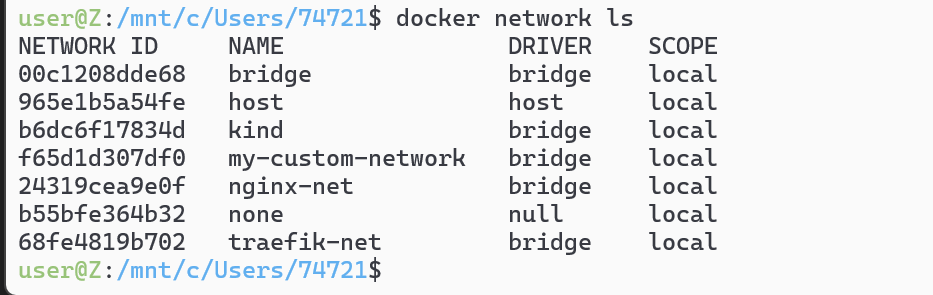 user@Z:/mnt/c/Users/74721$ docker network ls
NETWORK ID     NAME                DRIVER    SCOPE
00c1208dde68   bridge              bridge    local
965e1b5a54fe   host                host      local
b6dc6f17834d   kind                bridge    local
f65d1d307df0   my-custom-network   bridge    local
24319cea9e0f   nginx-net           bridge    local
b55bfe364b32   none                null      local
68fe4819b702   traefik-net         bridge    local
user@Z:/mnt/c/Users/74721$